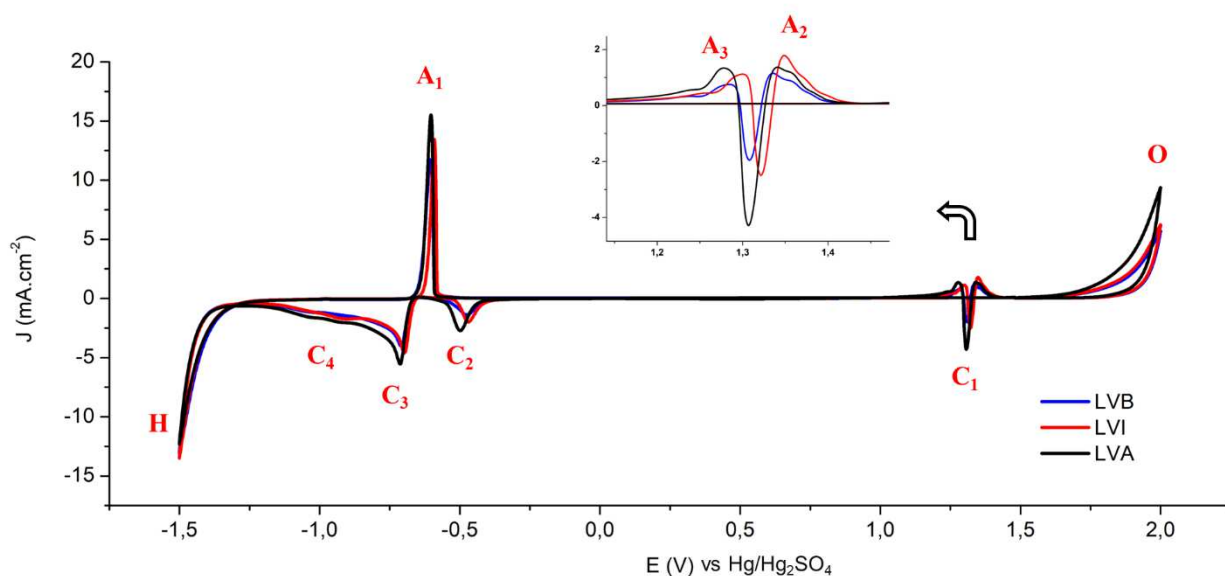 A₃
A₂
2
0
-2
-4
1,2
1,3
1,4
20
15
10
5
0
-5
-10
-15
J (mA.cm⁻²)
A₁
O
C₄
C₃
C₂
C₁
H
LVB
LVI
LVA
-1,5
-1,0
-0,5
0,0
0,5
1,0
1,5
2,0
E (V) vs Hg/Hg₂SO₄